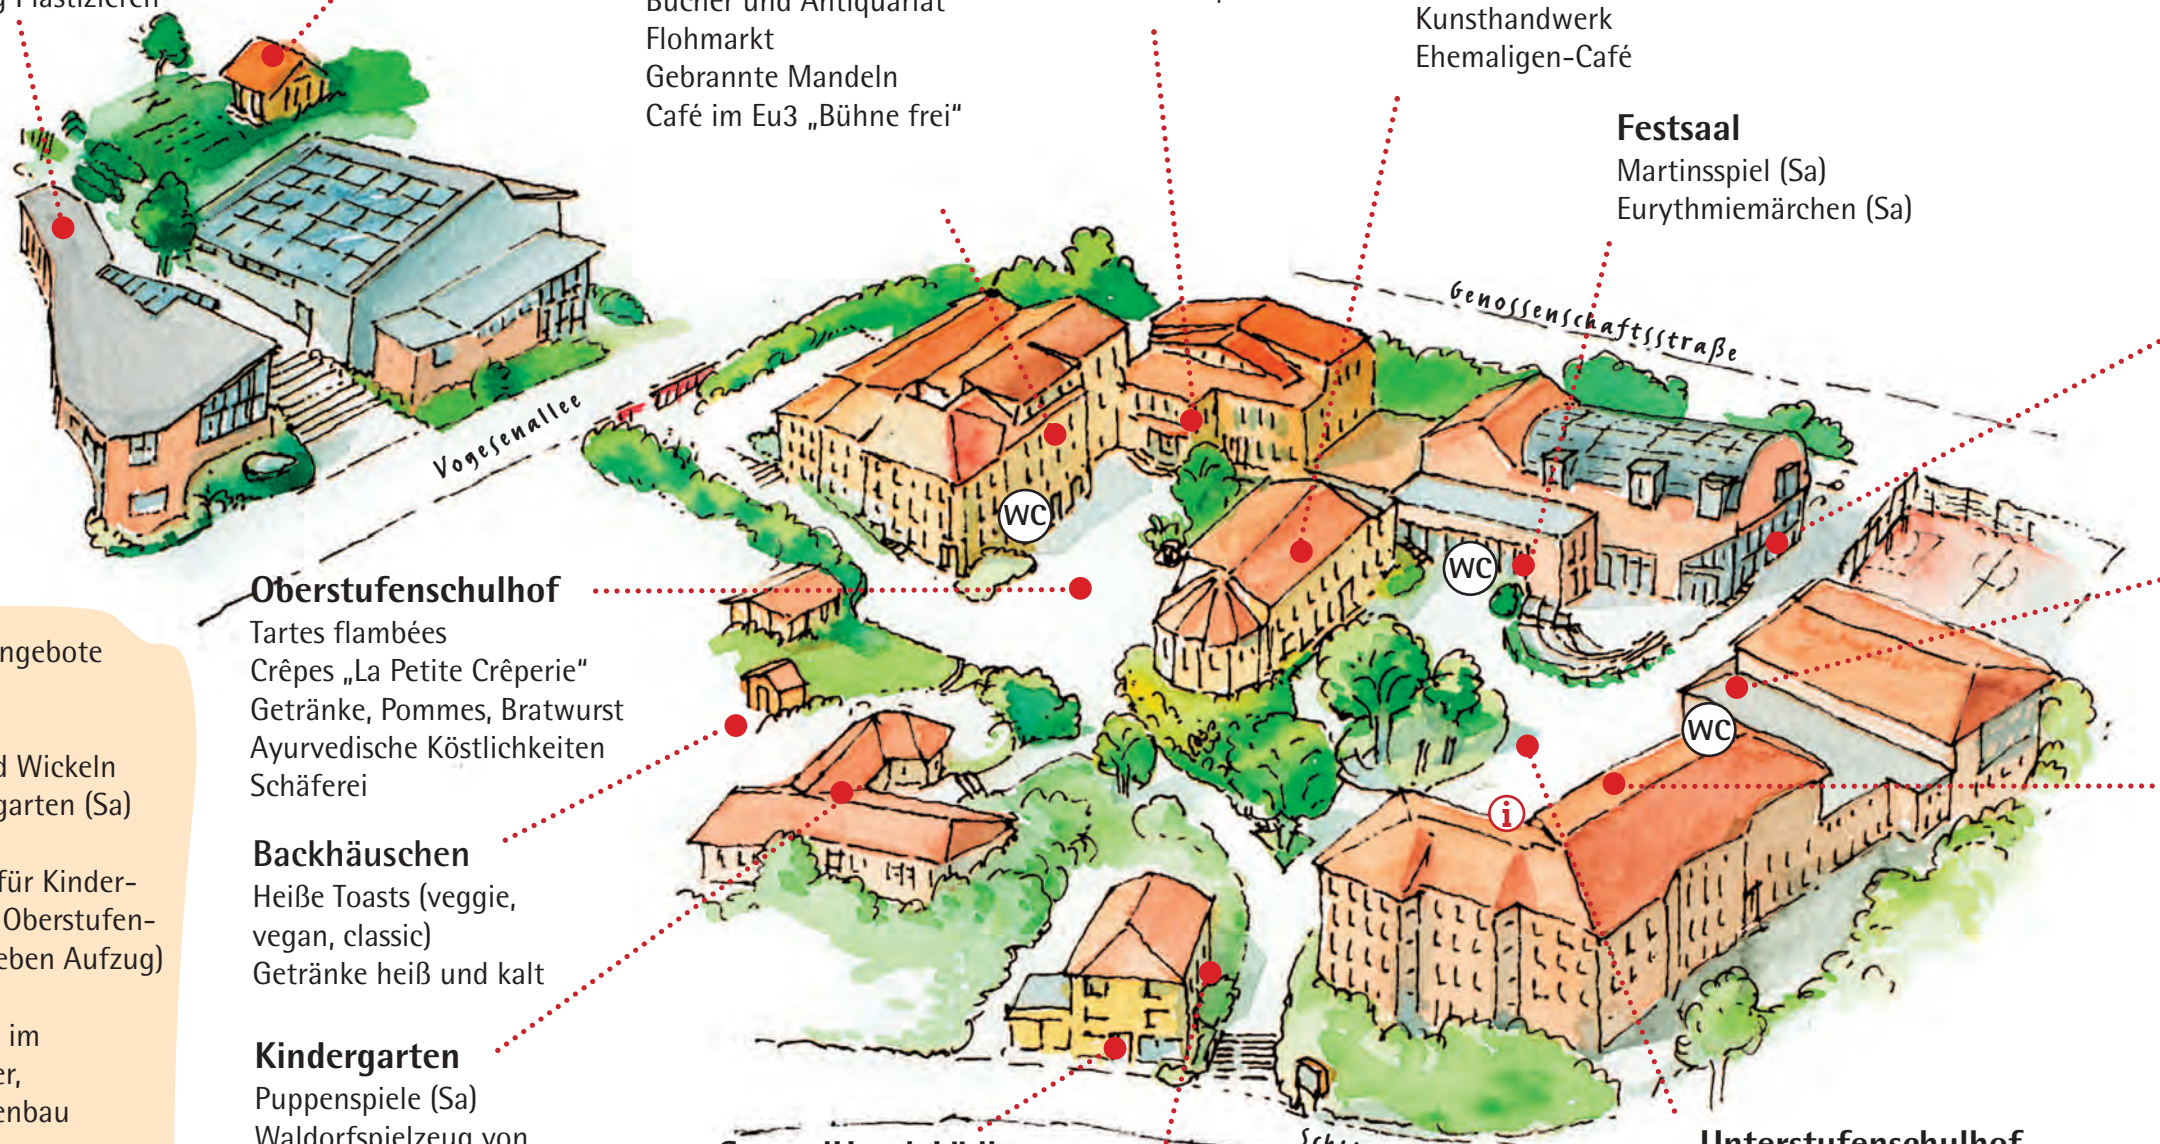 Plastizieren
Bücher und Antiquariat
Flohmarkt
Gebrannte Mandeln
Café im Eu3 „Bühne frei“
Kunsthandwerk
Ehemaligen-Café
Festsaal
Martinsspiel (Sa)
Eurythmiemärchen (Sa)
Genossenschaftsstraße
Vogesenallee
WC
WC
WC
i
Oberstufenschulhof
Tartes flambées
Crêpes „La Petite Crêperie“
Getränke, Pommes, Bratwurst
Ayurvedische Köstlichkeiten
Schäferei
Backhäuschen
Heiße Toasts (veggie,
vegan, classic)
Getränke heiß und kalt
Kindergarten
Puppenspiele (Sa)
Waldorfspielzeug von
ngebote
d Wickeln
garten (Sa)
für Kinder-
Oberstufen-
eben Aufzug)
im
er,
enbau
Unterstufenschulhof